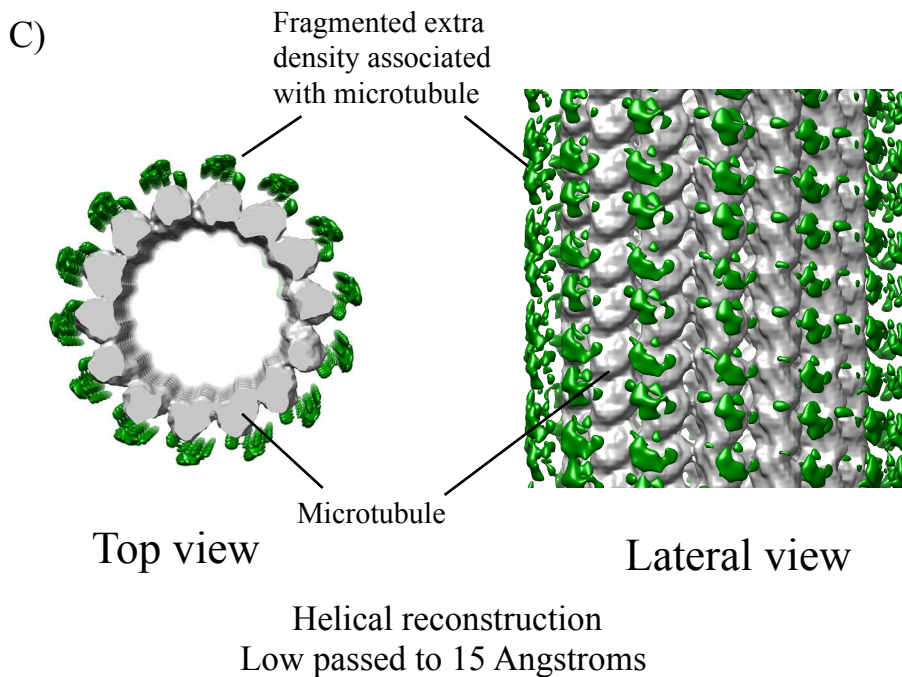 C)
Fragmented extra
density associated
with microtubule
Microtubule
Top view
Lateral view
Helical reconstruction
Low passed to 15 Angstroms